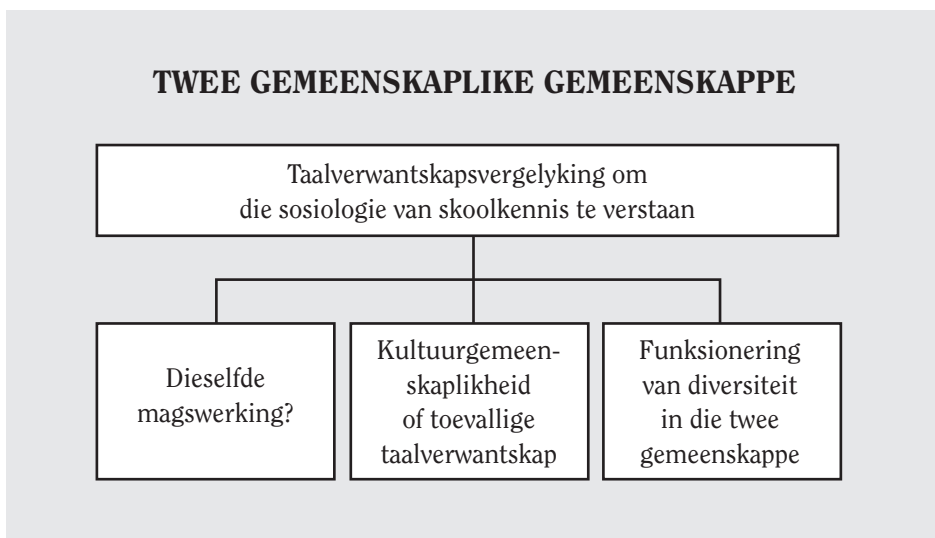 TWEE GEMEENSKAPLIKE GEMEENSKAPPE
Taalverwantskapsvergelyking om
die sosiologie van skoolkennis te verstaan
Dieselfde
magswerking?
Kultuurgemeen-
skaplikheid
of toevallige
taalverwantskap
Funksionering
van diversiteit
in die twee
gemeenskappe